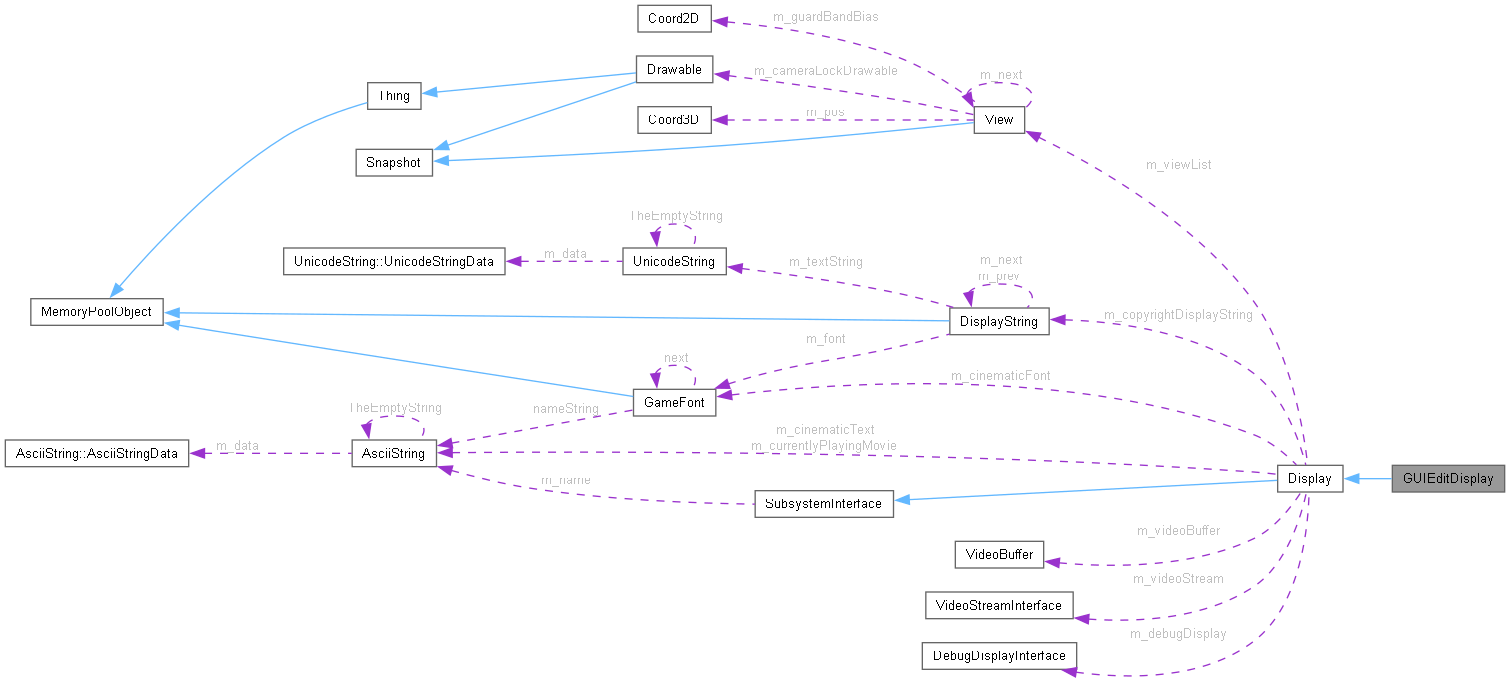 Coord2D
m_guardBandBias
Drawable
m_cameraLockDrawable
m_next
Thing
Coord3D
m_pos
View
Snapshot
m_viewList
TheEmptyString
UnicodeString::UnicodeStringData
m_data
UnicodeString
m_textString
m_next
m_prev
MemoryPoolObject
DisplayString
m_copyrightDisplayString
m_font
next
m_cinematicFont
GameFont
TheEmptyString
nameString
m_cinematicText
m_currentlyPlayingMovie
AsciiString::AsciiStringData
m_data
AsciiString
m_name
Display
GUIEditDisplay
SubsystemInterface
m_videoBuffer
VideoBuffer
m_videoStream
VideoStreamInterface
m_debugDisplay
DebugDisplayInterface